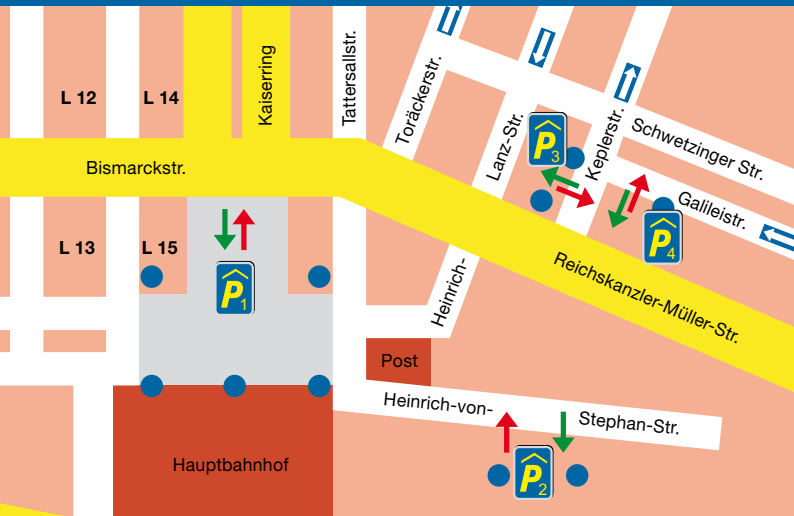 L 12
L 14
Kaiserring
Tattersallstr.
Toräckerstr.
Lanz-Str.
Keplerstr.
Schwetzinger Str.
Bismarckstr.
P3
Galileistr.
P4
L 13
L 15
P1
Heinrich-
Reichskanzler-Müller-Str.
Post
Heinrich-von-
Stephan-Str.
Hauptbahnhof
P2